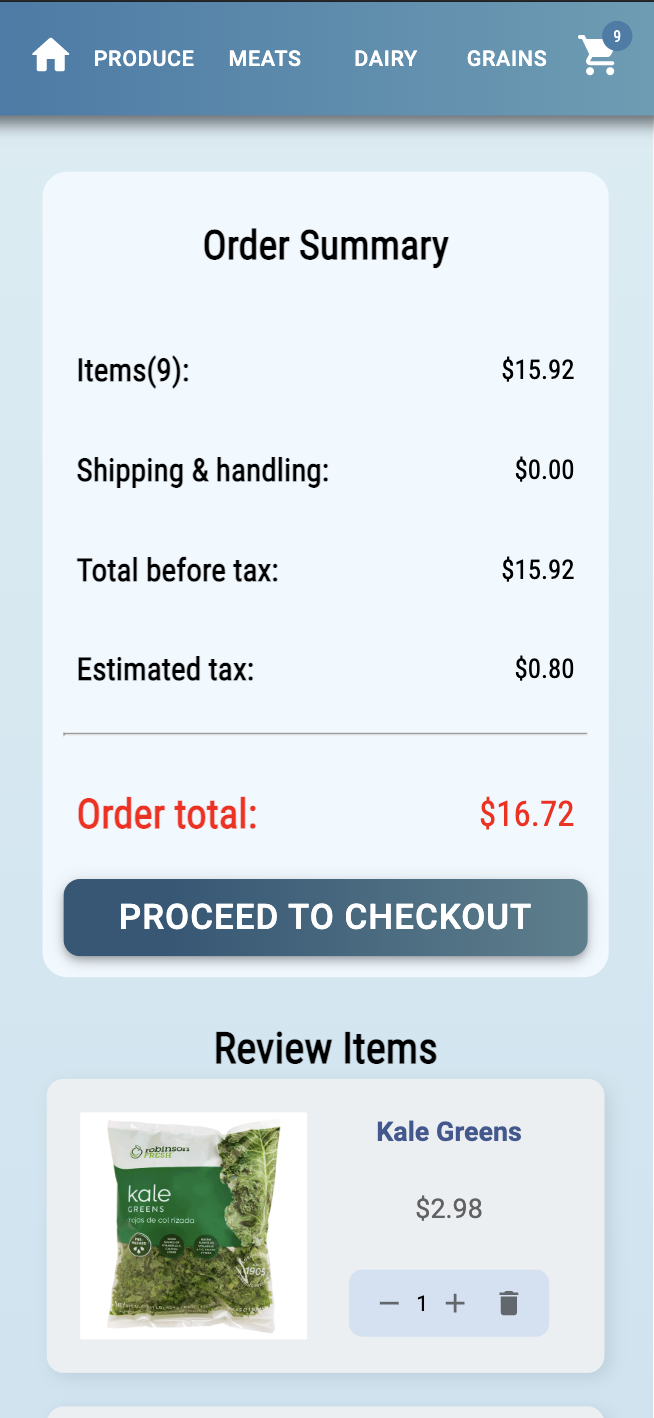 PRODUCE MEATS DAIRY GRAINS 9
Order Summary
Items(9): $15.92
Shipping & handling: $0.00
Total before tax: $15.92
Estimated tax: $0.80
Order total: $16.72
PROCEED TO CHECKOUT
Review Items
Kale Greens
robinson
FRESH
kale
GREENS
hojas de col rizada
$2.98
1